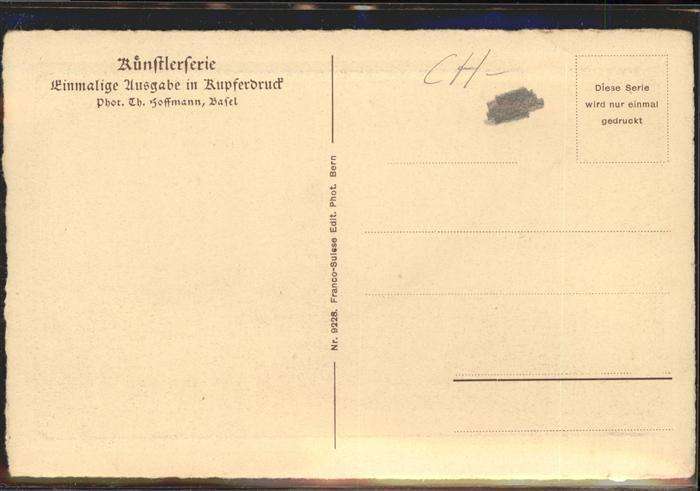 Künstlerserie
Einmalige Ausgabe in Kupferdruck
Phot. Th. Hoffmann, Basel
CH-
Diese Serie
wird nur einmal
gedruckt
Nr. 9228. Franco-Suisse Edit. Phot. Bern